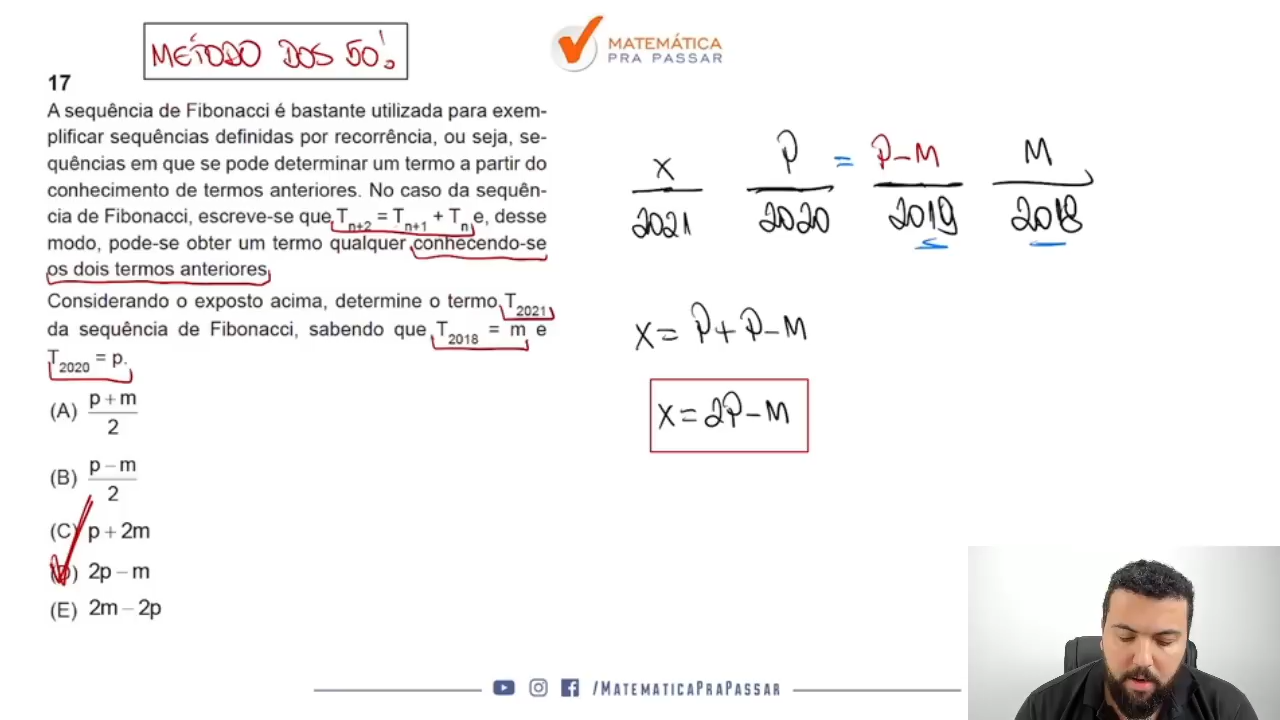 MÉTODO DOS 50!
MATEMÁTICA
PRA PASSAR
17
A sequência de Fibonacci é bastante utilizada para exem-
plificar sequências definidas por recorrência, ou seja, se-
quências em que se pode determinar um termo a partir do
conhecimento de termos anteriores. No caso da sequên-
cia de Fibonacci, escreve-se que Tn+2 = Tn+1 + Tn e, desse
modo, pode-se obter um termo qualquer conhecendo-se
os dois termos anteriores.
Considerando o exposto acima, determine o termo T2021
da sequência de Fibonacci, sabendo que T2018 = m e
T2020 = p.
(A) p + m
2
(B) p – m
2
(C) p + 2m
(D) 2p – m
(E) 2m – 2p
X P = P-M M
2021 2020 2019 2018
X = P + P - M
X = 2P - M
/MatematicaPraPassar